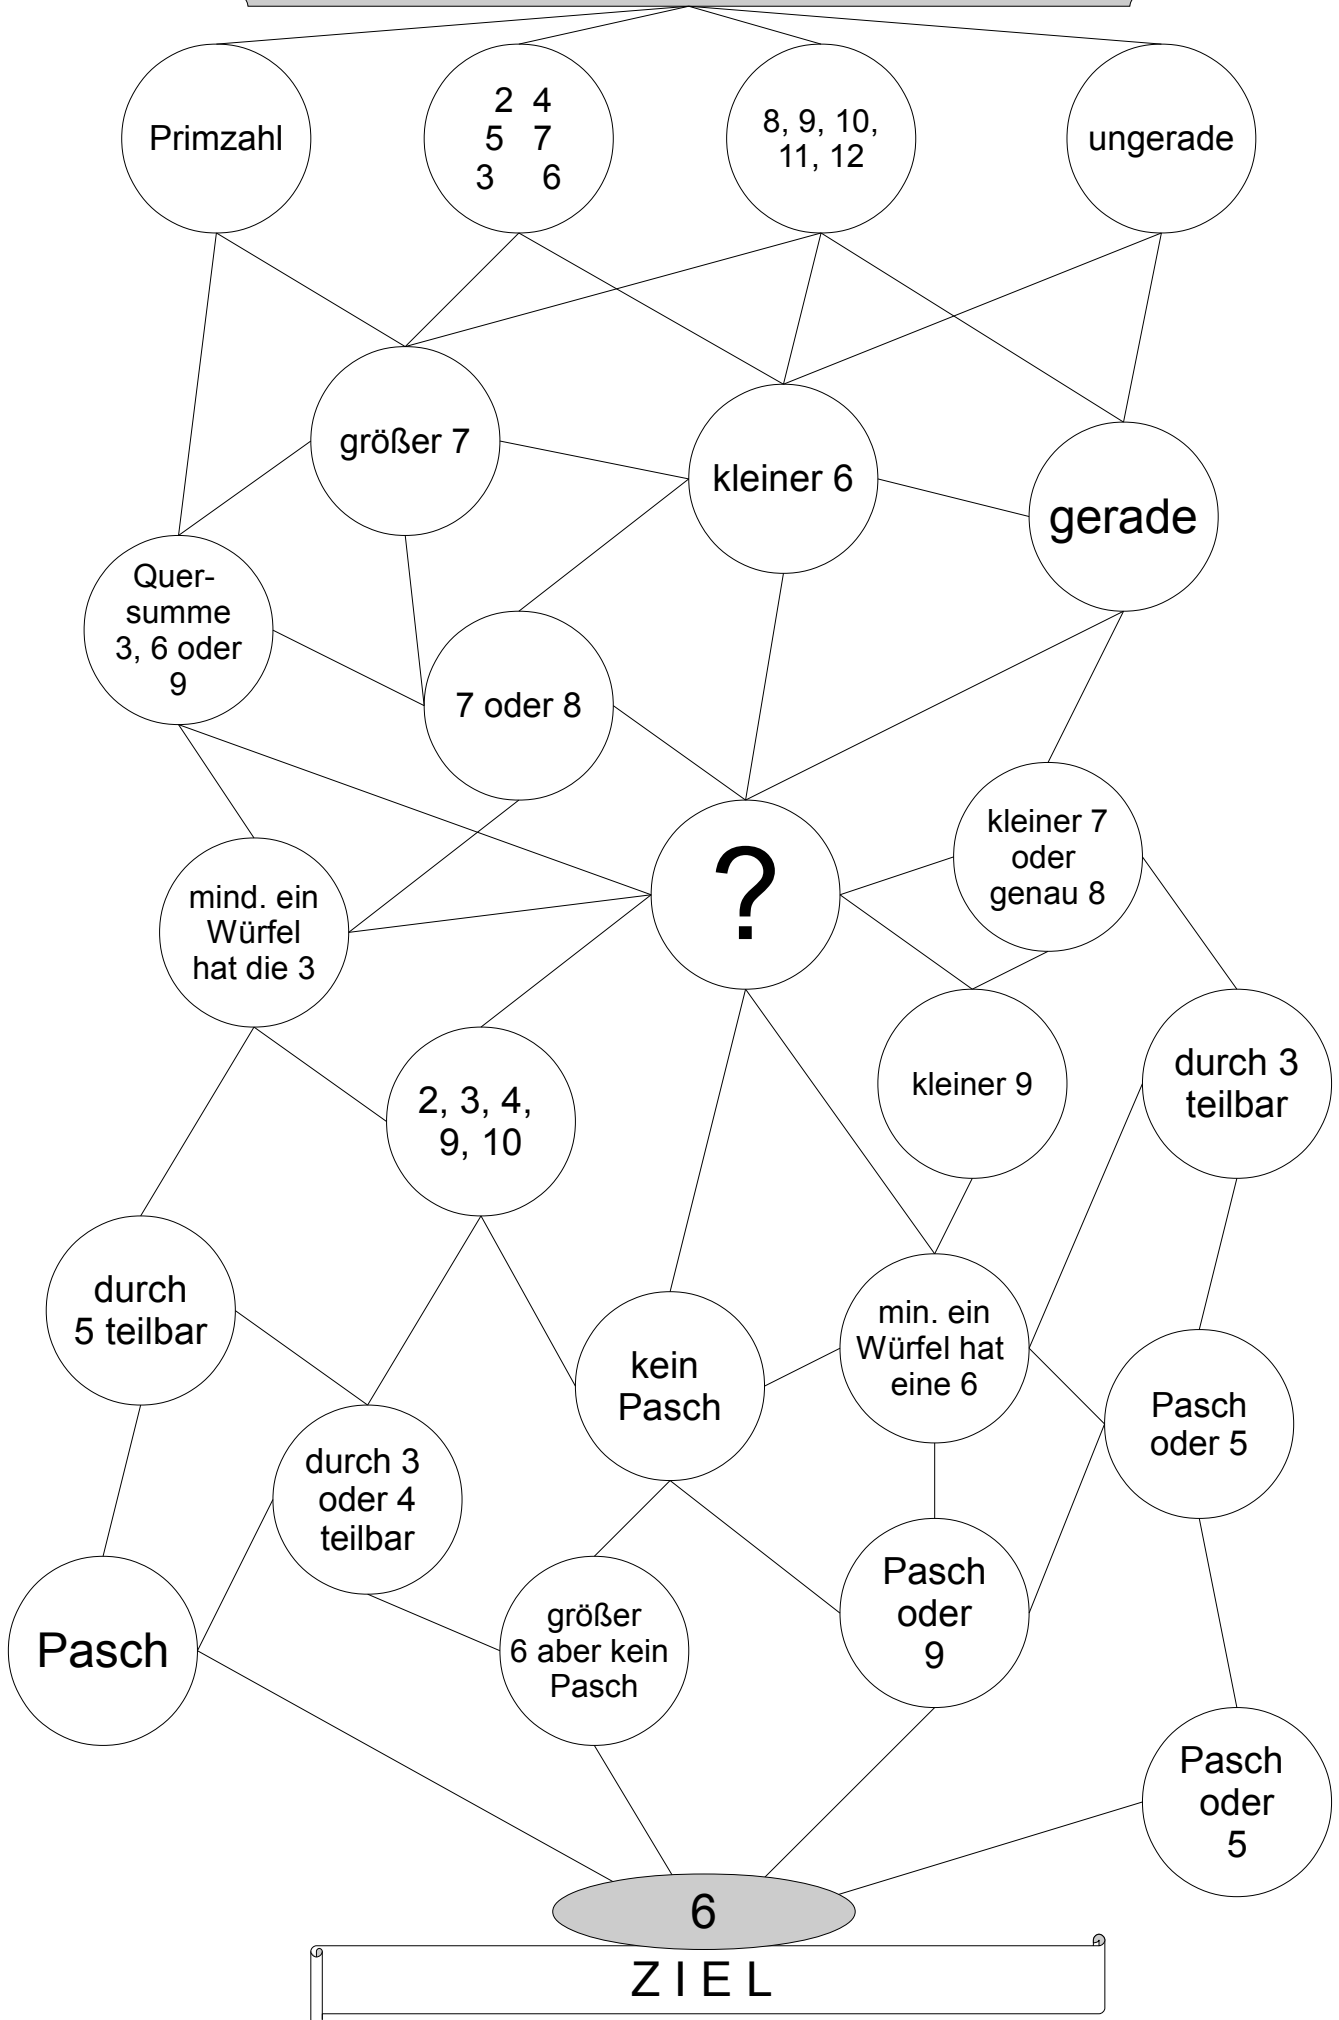 Primzahl
2 4
5 7
3 6
8, 9, 10,
11, 12
ungerade
größer 7
kleiner 6
gerade
Quer-
summe
3, 6 oder
9
7 oder 8
?
kleiner 7
oder
genau 8
mind. ein
Würfel
hat die 3
2, 3, 4,
9, 10
kleiner 9
durch 3
teilbar
durch
5 teilbar
kein
Pasch
min. ein
Würfel hat
eine 6
Pasch
oder 5
durch 3
oder 4
teilbar
Pasch
größer
6 aber kein
Pasch
Pasch
oder
9
Pasch
oder
5
6
Z I E L